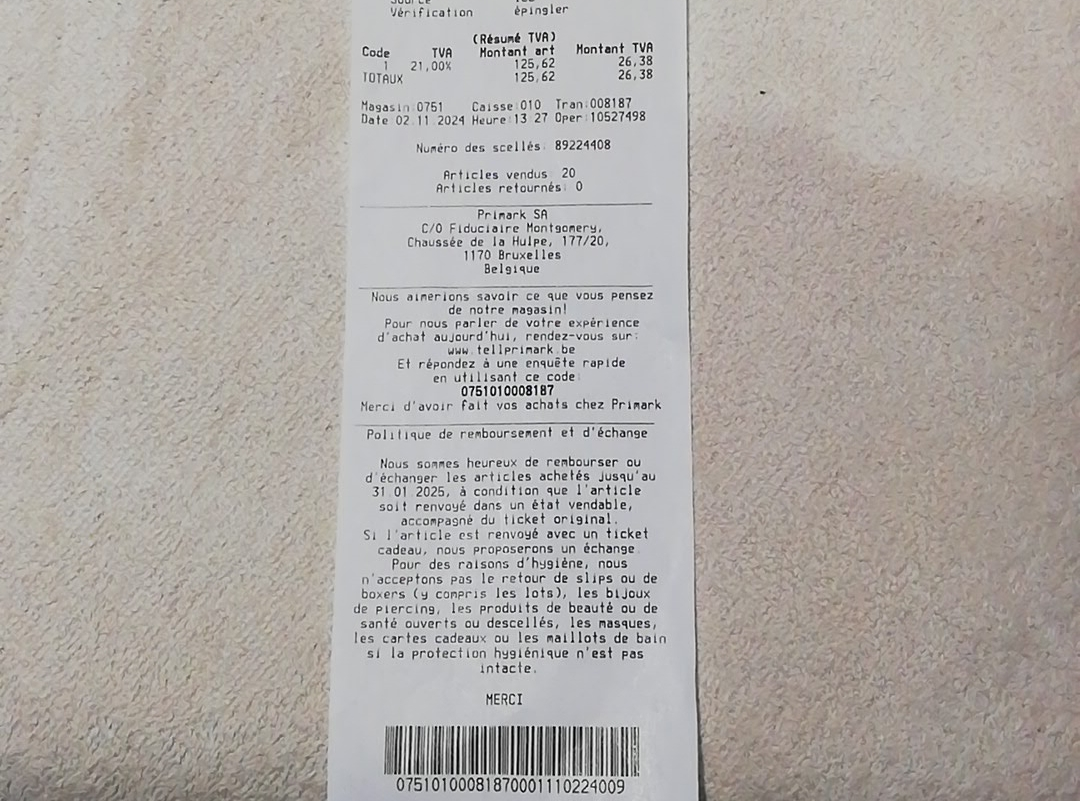 Vérification épingler
(Résumé TVA)
Code TVA Montant art Montant TVA
1 21,00% 125,62 26,38
TOTAUX 125,62 26,38
Magasin:0751 Caisse:010 Tran:008187
Date:02.11.2024 Heure:13:27 Oper:10527498
Numéro des scellés: 89224408
Articles vendus: 20
Articles retournés: 0
Primark SA
C/O Fiduciaire Montgomery,
Chaussée de la Hulpe, 177/20,
1170 Bruxelles
Belgique
Nous aimerions savoir ce que vous pensez
de notre magasin!
Pour nous parler de votre expérience
d'achat aujourd'hui, rendez-vous sur:
www.tellprimark.be
Et répondez à une enquête rapide
en utilisant ce code:
0751010008187
Merci d'avoir fait vos achats chez Primark
Politique de remboursement et d'échange
Nous sommes heureux de rembourser ou
d'échanger les articles achetés jusqu'au
31.01.2025, à condition que l'article
soit renvoyé dans un état vendable,
accompagné du ticket original.
Si l'article est renvoyé avec un ticket
cadeau, nous proposerons un échange.
Pour des raisons d'hygiène, nous
n'acceptons pas le retour de slips ou de
boxers (y compris les lots), les bijoux
de piercing, les produits de beauté ou de
santé ouverts ou descellés, les masques,
les cartes cadeaux ou les maillots de bain
si la protection hygiénique n'est pas
intacte.
MERCI
07510100081870001110224009